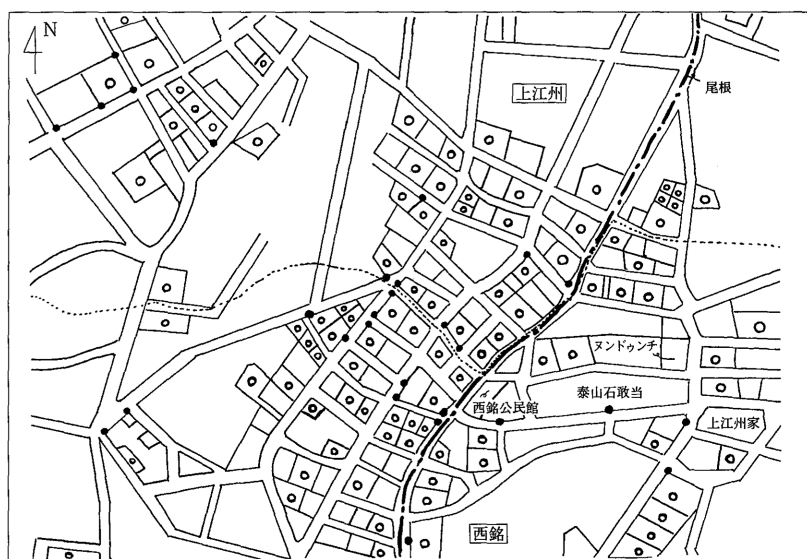 N
上江州
尾根
ヌンドゥンチ
西銘公民館
泰山石敢当
上江州家
西銘